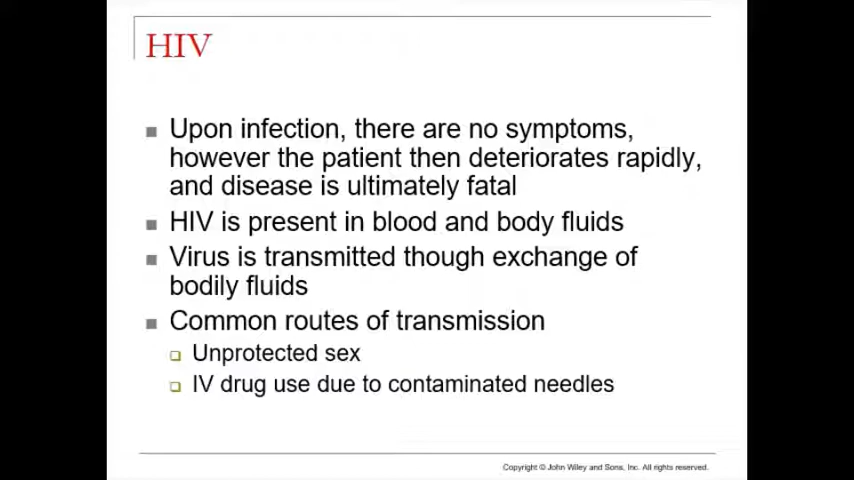 HIV
Upon infection, there are no symptoms,
however the patient then deteriorates rapidly,
and disease is ultimately fatal
HIV is present in blood and body fluids
Virus is transmitted though exchange of
bodily fluids
Common routes of transmission
Unprotected sex
IV drug use due to contaminated needles
Copyright © John Wiley and Sons, Inc. All rights reserved.